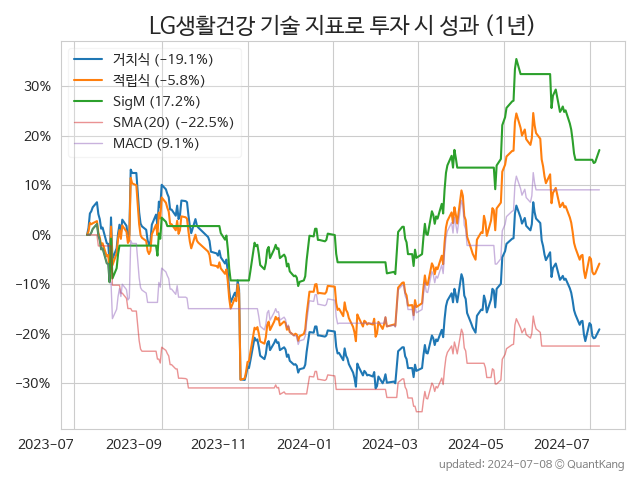 LG생활건강 기술 지표로 투자 시 성과 (1년)
거치식 (−19.1%)
적립식 (−5.8%)
SigM (17.2%)
SMA(20) (−22.5%)
MACD (9.1%)
30%
20%
10%
0%
−10%
−20%
−30%
2023-07 2023-09 2023-11 2024-01 2024-03 2024-05 2024-07
updated: 2024-07-08 ⓒ QuantKang